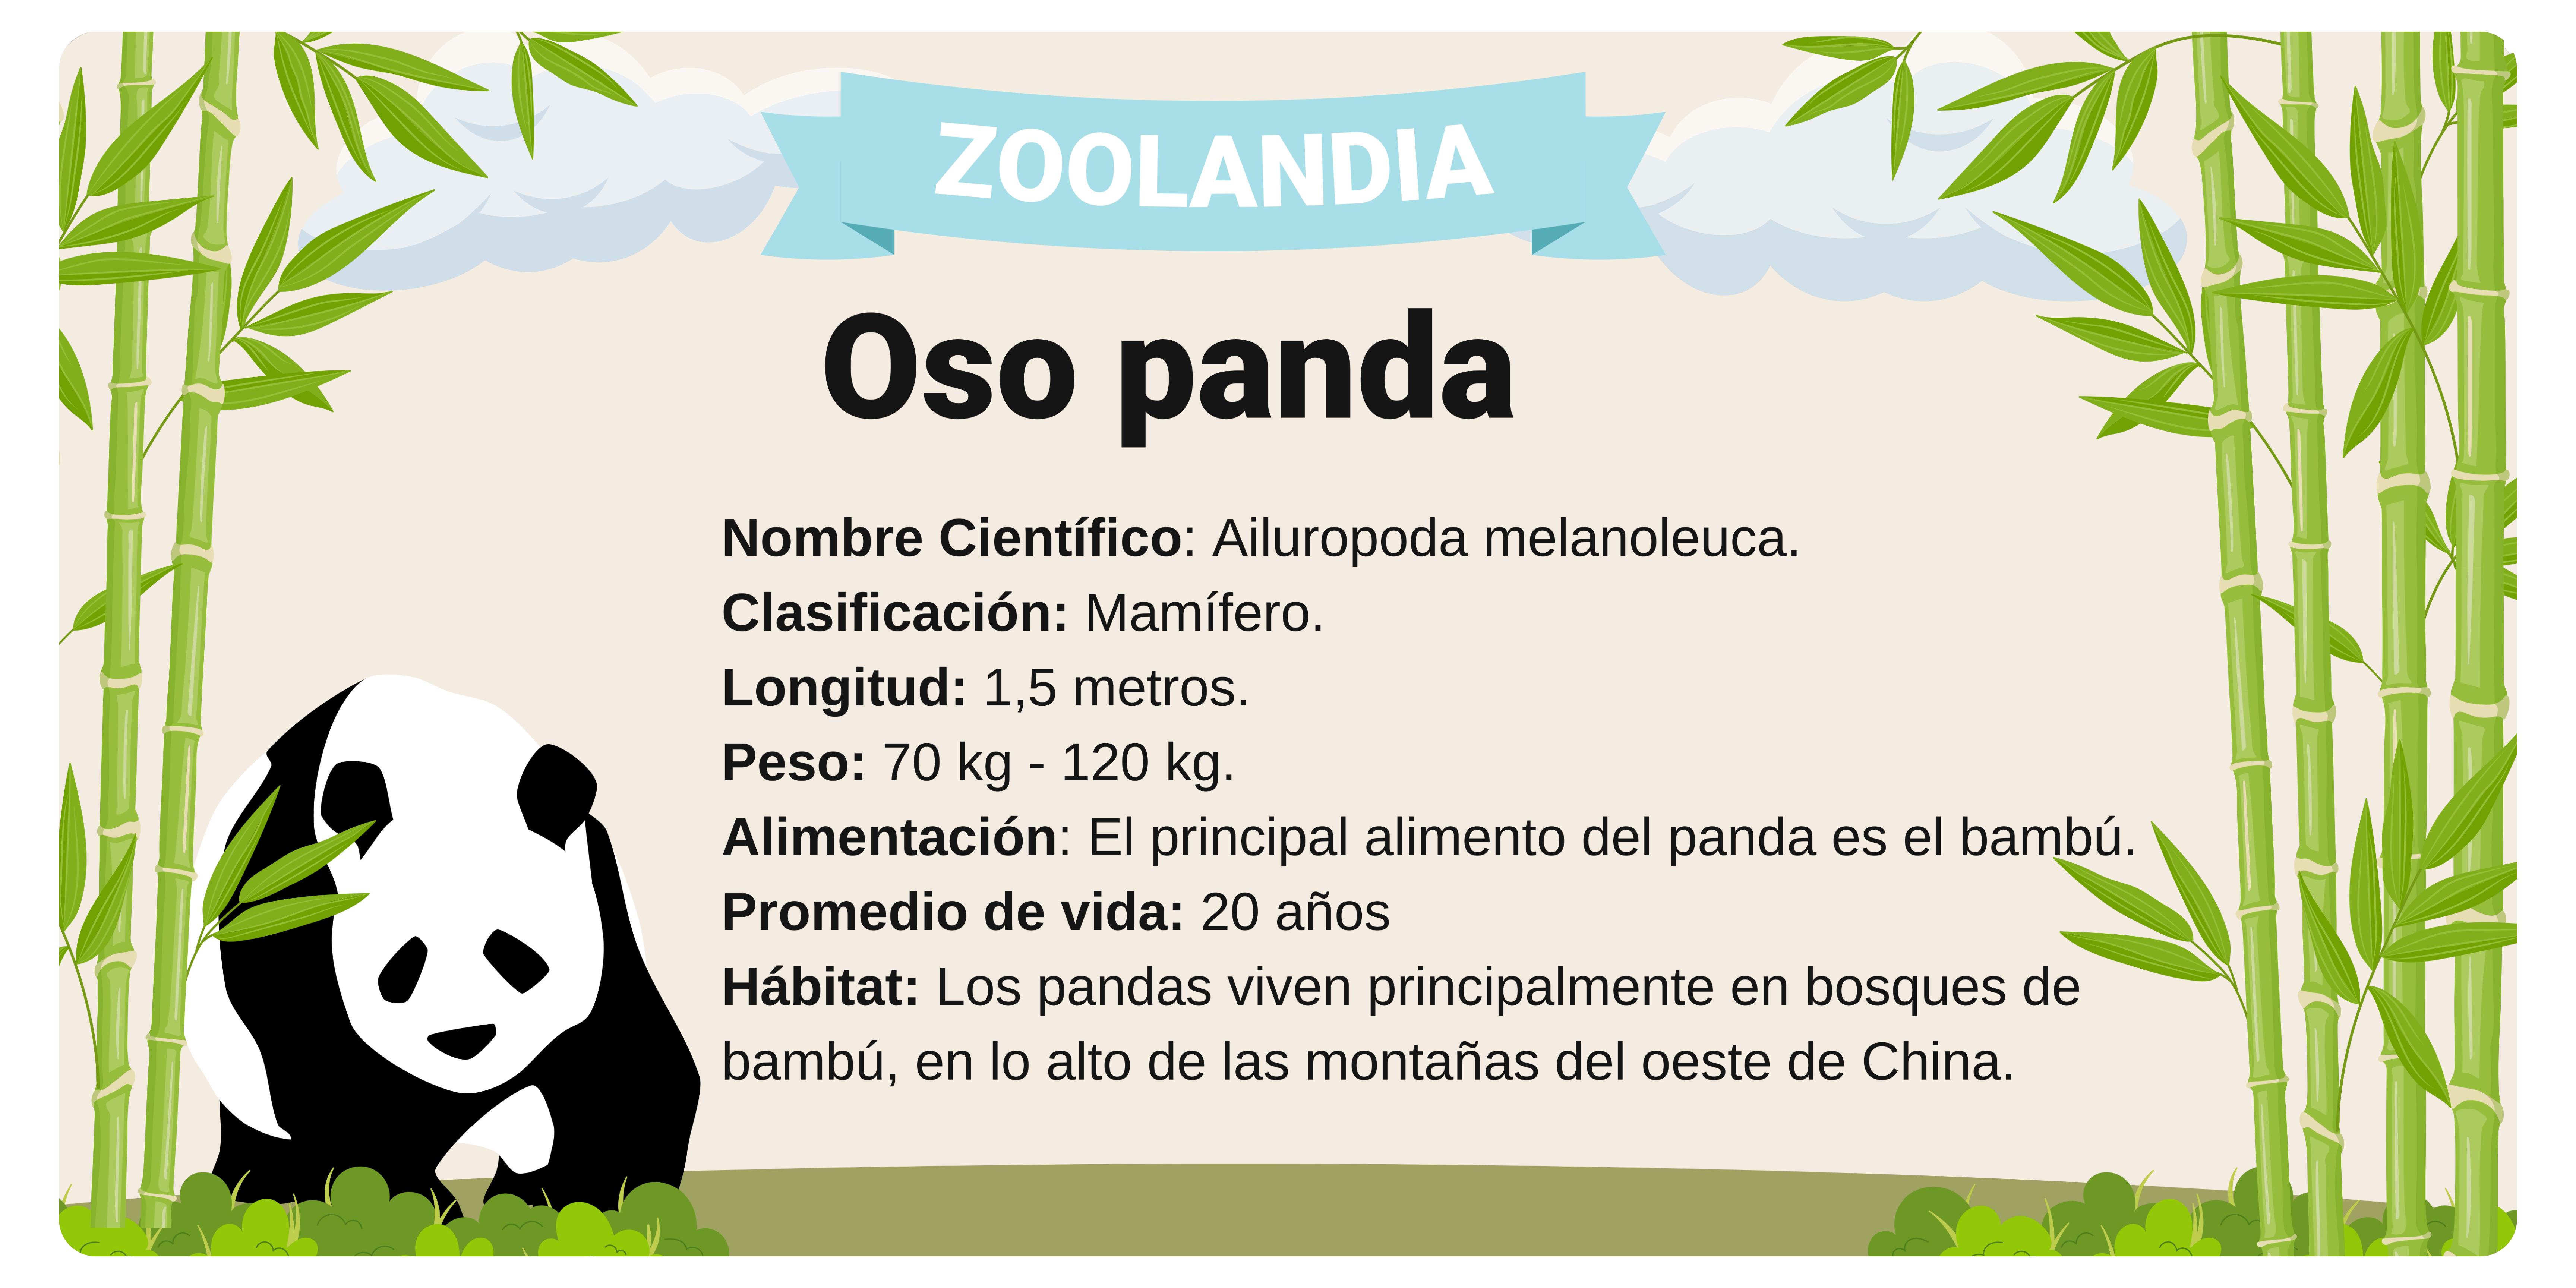 ZOOLANDIA
Oso panda
Nombre Científico: Ailuropoda melanoleuca.
Clasificación: Mamífero.
Longitud: 1,5 metros.
Peso: 70 kg - 120 kg.
Alimentación: El principal alimento del panda es el bambú.
Promedio de vida: 20 años
Hábitat: Los pandas viven principalmente en bosques de
bambú, en lo alto de las montañas del oeste de China.